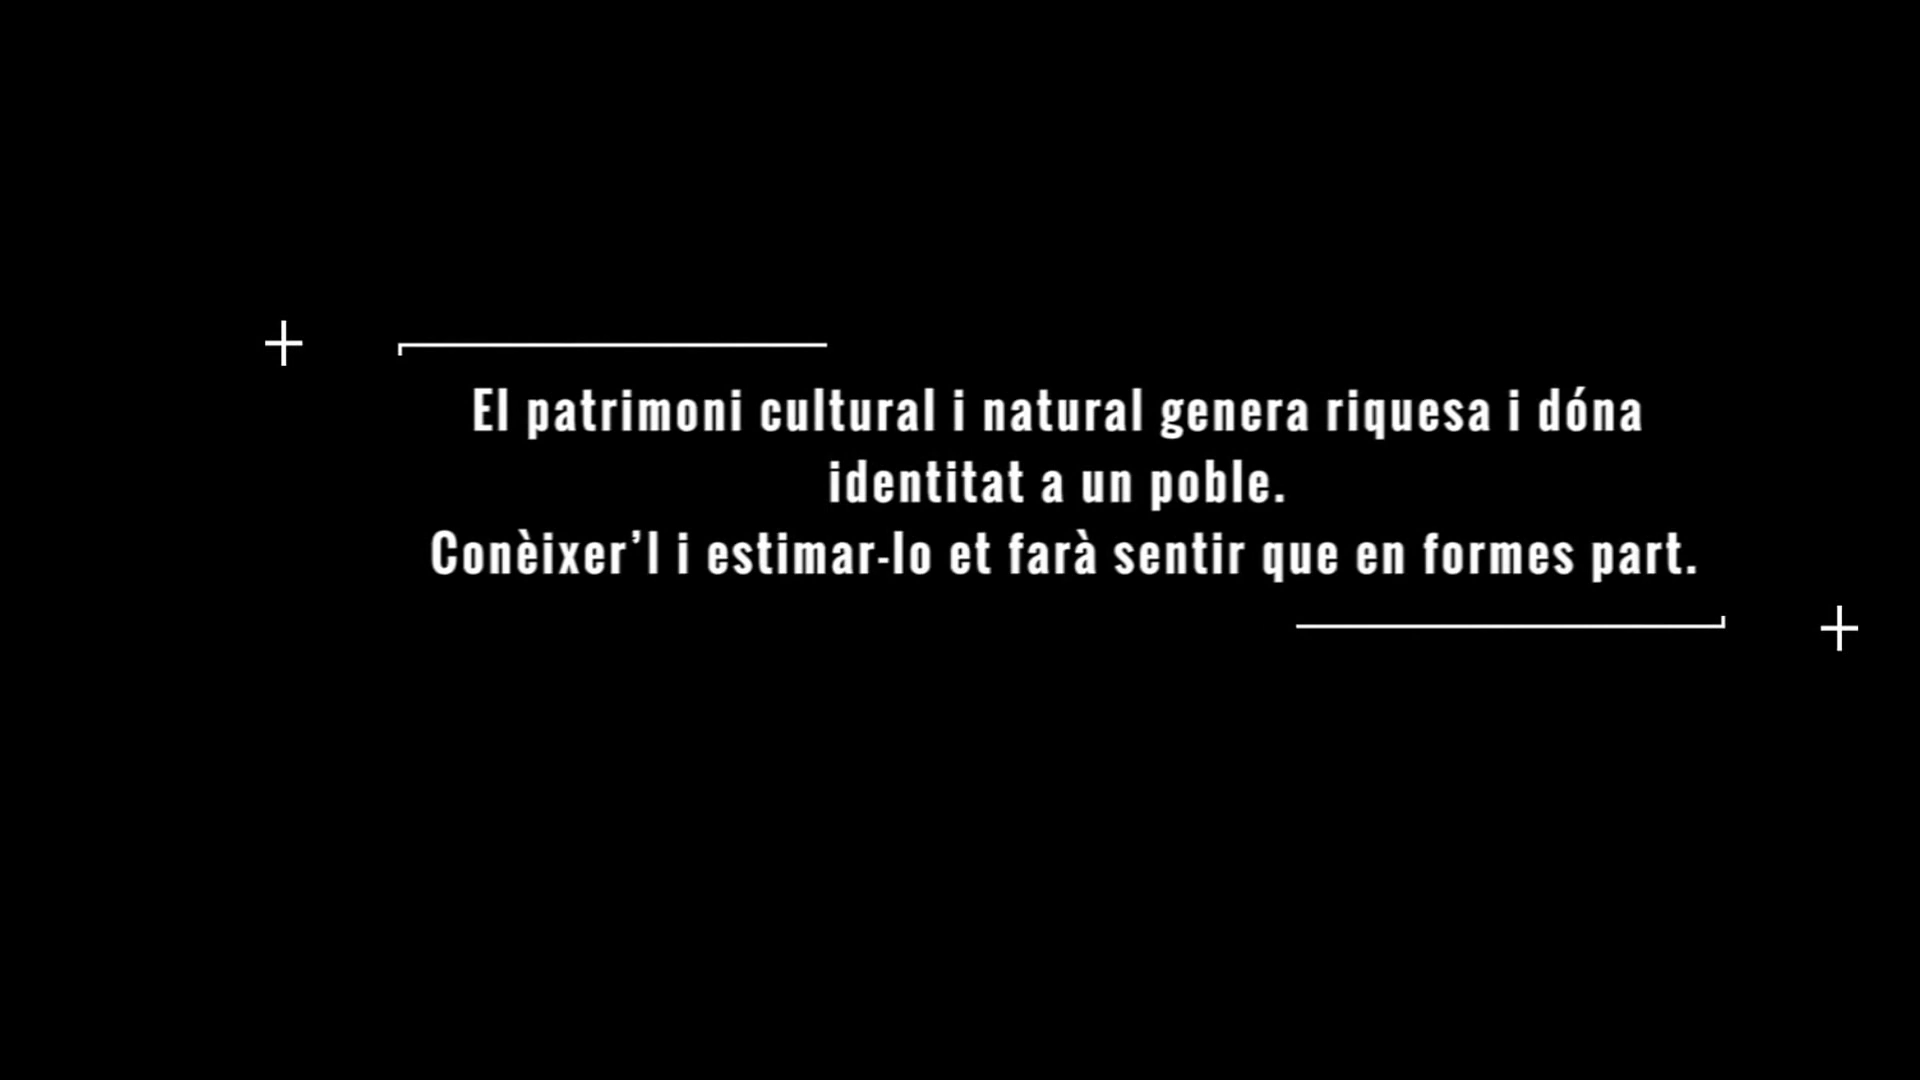 El patrimoni cultural i natural genera riquesa i dóna
identitat a un poble.
Conèixer’l i estimar-lo et farà sentir que en formes part.